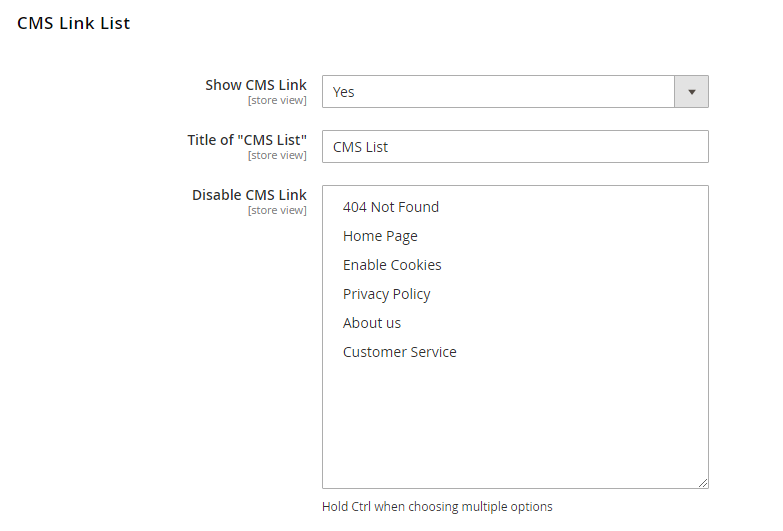 CMS Link List
Show CMS Link
[store view]
Yes
Title of "CMS List"
[store view]
CMS List
Disable CMS Link
[store view]
404 Not Found
Home Page
Enable Cookies
Privacy Policy
About us
Customer Service
Hold Ctrl when choosing multiple options